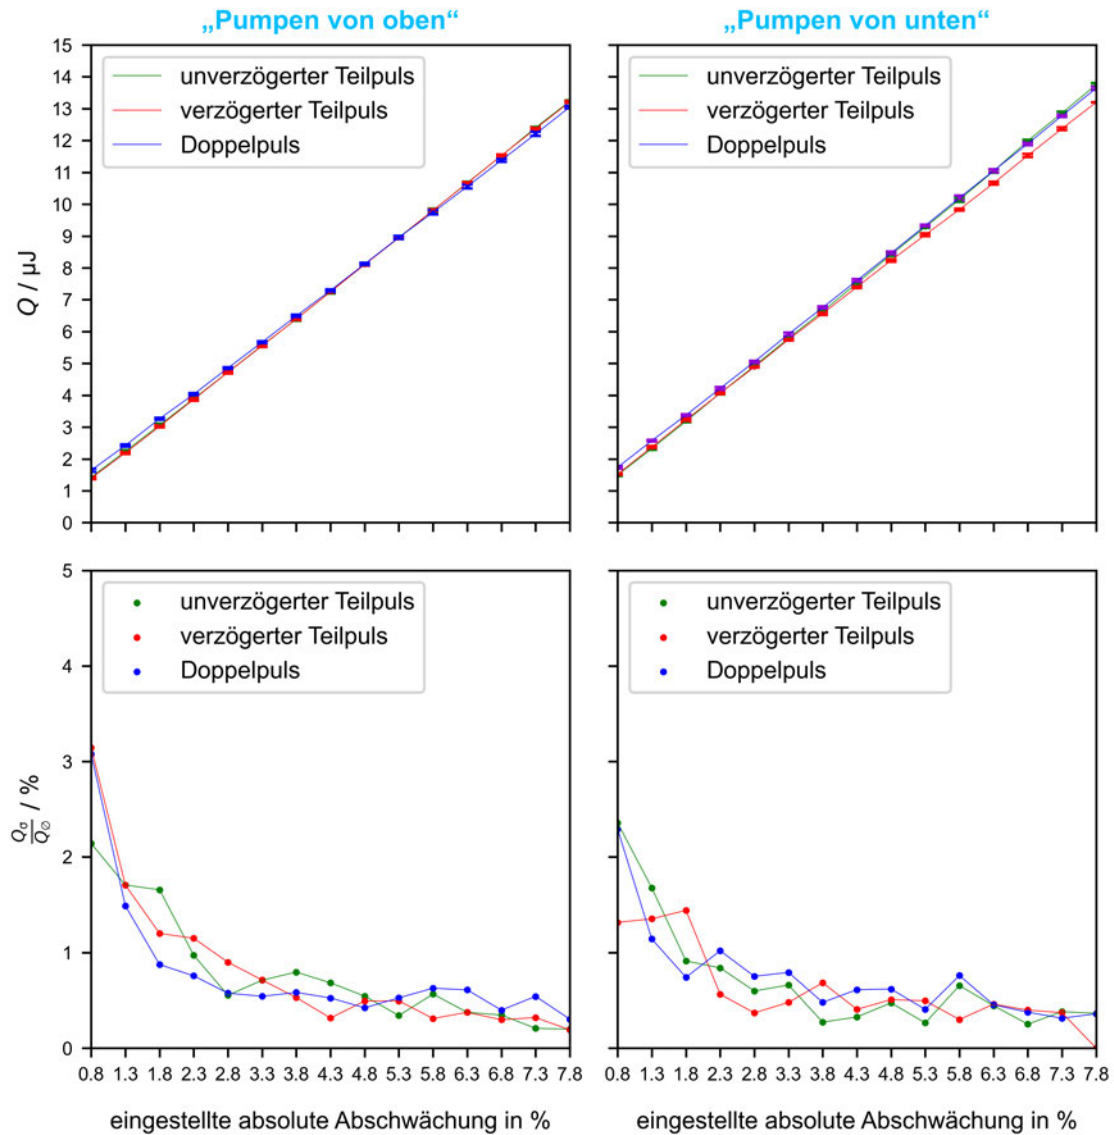 „Pumpen von oben“
„Pumpen von unten“
15
14
13
12
11
10
9
8
7
6
5
4
3
2
1
0
Q / µJ
unverzögerter Teilpuls
verzögerter Teilpuls
Doppelpuls
unverzögerter Teilpuls
verzögerter Teilpuls
Doppelpuls
5
4
3
2
1
0
Qσ
Q∅
/ %
unverzögerter Teilpuls
verzögerter Teilpuls
Doppelpuls
unverzögerter Teilpuls
verzögerter Teilpuls
Doppelpuls
0.8 1.3 1.8 2.3 2.8 3.3 3.8 4.3 4.8 5.3 5.8 6.3 6.8 7.3 7.8
0.8 1.3 1.8 2.3 2.8 3.3 3.8 4.3 4.8 5.3 5.8 6.3 6.8 7.3 7.8
eingestellte absolute Abschwächung in %
eingestellte absolute Abschwächung in %